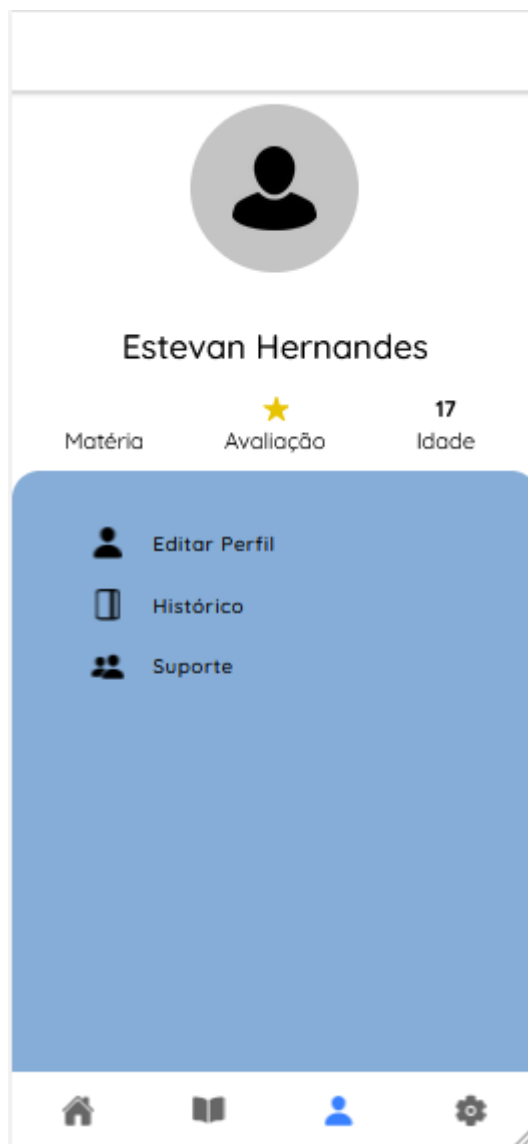 Estevan Hernandes
17
Matéria Avaliação Idade
Editar Perfil
Histórico
Suporte